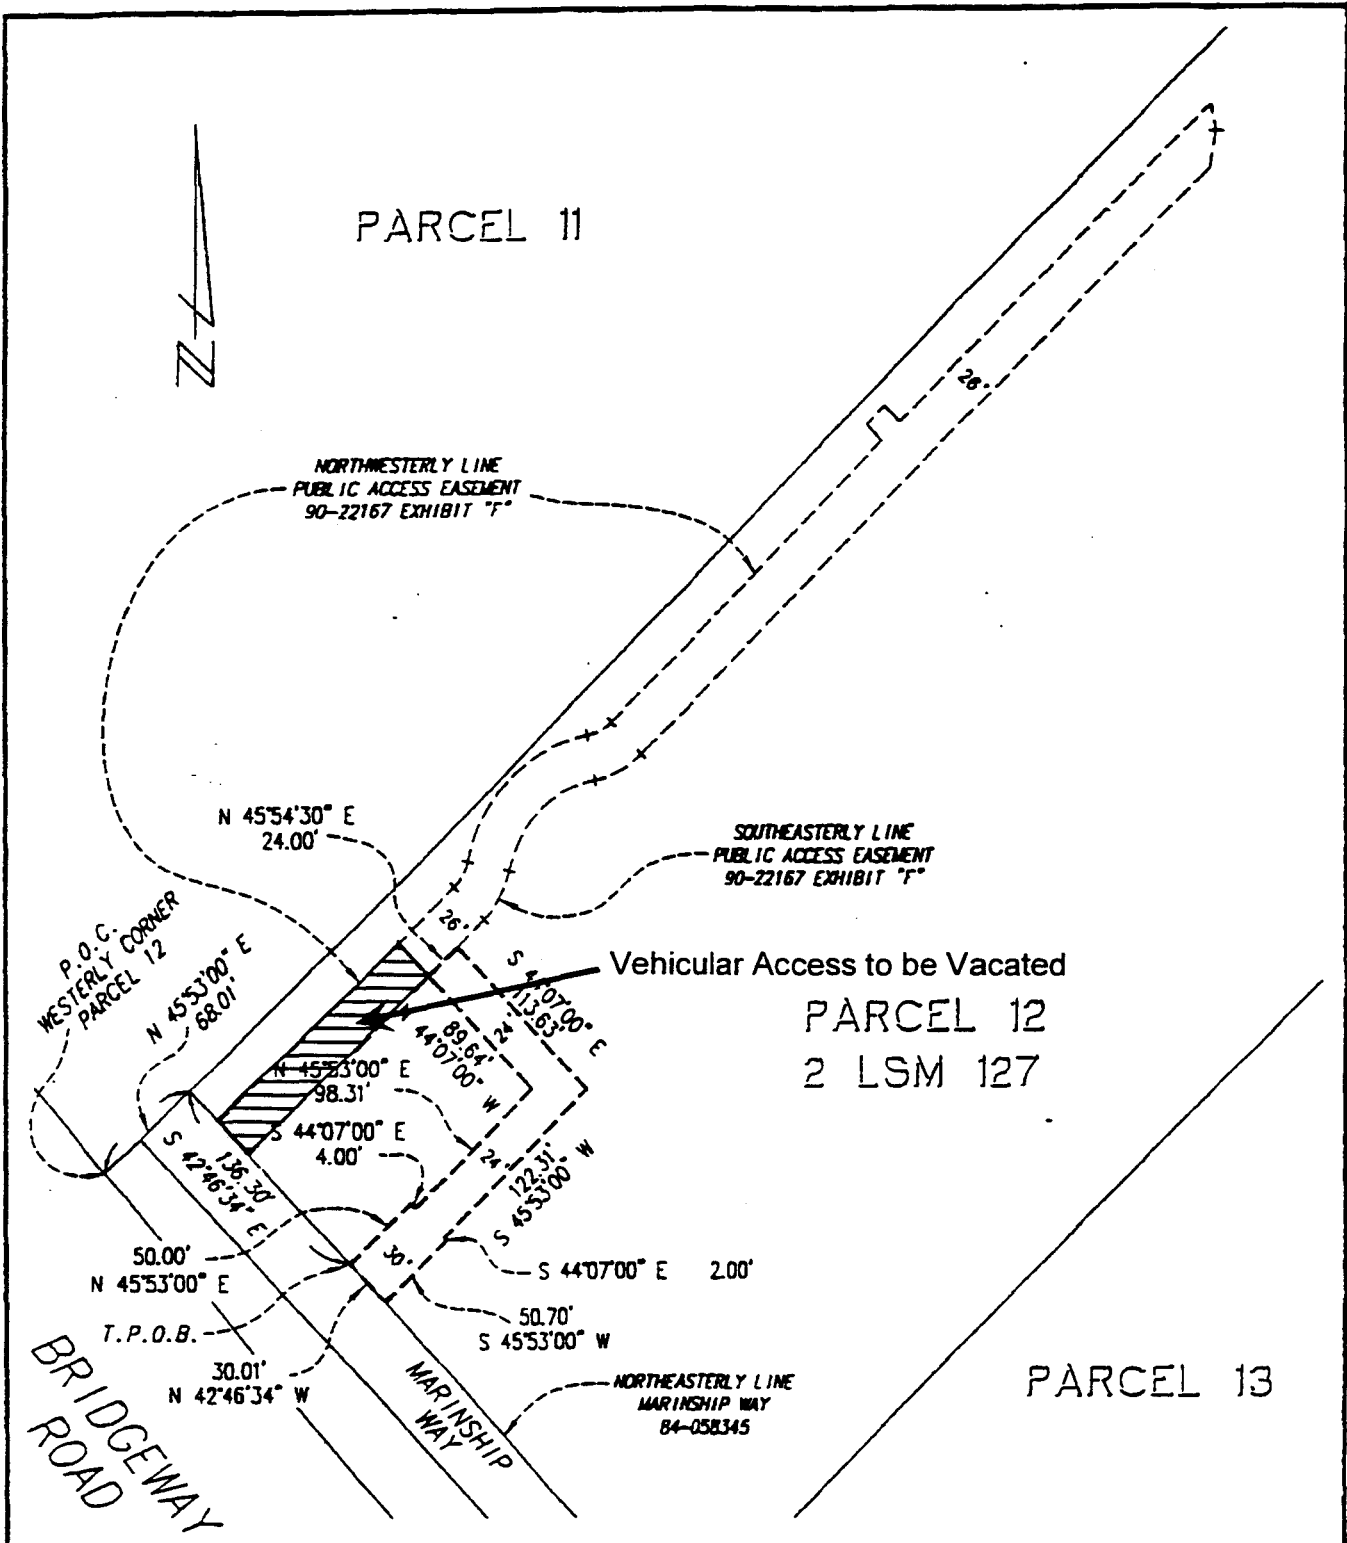 PARCEL 11
N
26'
NORTHWESTERLY LINE
PUBLIC ACCESS EASEMENT
90-22167 EXHIBIT "F"
N 45°54'30" E
24.00'
SOUTHEASTERLY LINE
PUBLIC ACCESS EASEMENT
90-22167 EXHIBIT "F"
26'
P.O.C.
WESTERLY CORNER
PARCEL 12
N 45°53'00" E
68.01'
Vehicular Access to be Vacated
S 44°07'00" E
113.63'
24'
89.64'
N 44°07'00" W
PARCEL 12
2 LSM 127
N 45°53'00" E
98.31'
S 44°07'00" E
4.00'
24'
122.31'
S 45°53'00" W
136.30'
S 42°46'34" E
50.00'
N 45°53'00" E
30'
S 44°07'00" E 2.00'
T.P.O.B.
50.70'
S 45°53'00" W
30.01'
N 42°46'34" W
NORTHEASTERLY LINE
MARINSHIP WAY
84-058345
PARCEL 13
MARINSHIP
WAY
BRIDGEWAY
ROAD